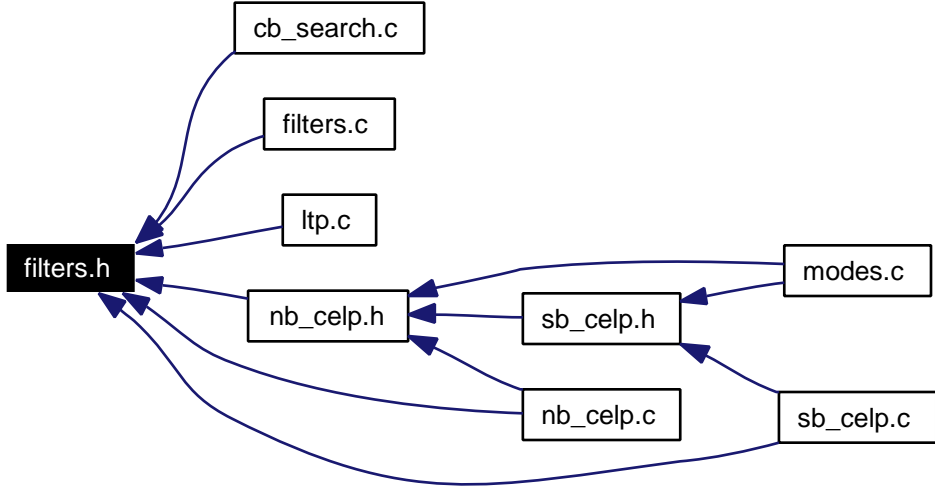 cb_search.c
filters.c
ltp.c
filters.h
modes.c
nb_celp.h
sb_celp.h
nb_celp.c
sb_celp.c